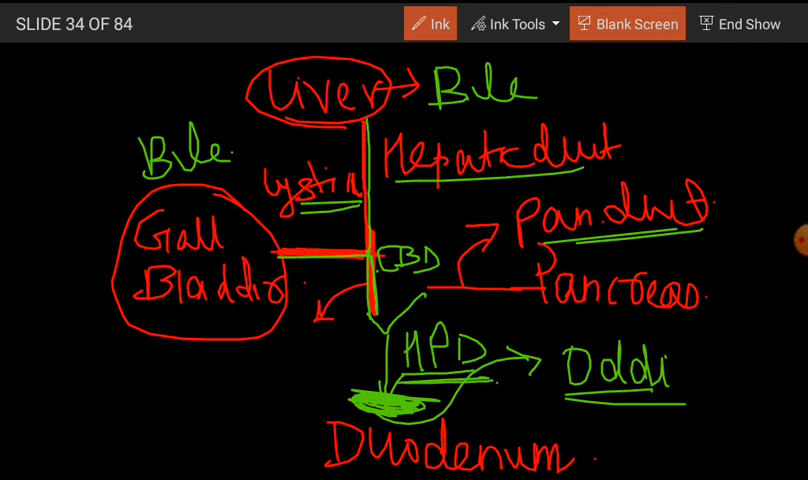 SLIDE 34 OF 84
Ink
Ink Tools
Blank Screen
End Show
Liver
Bile
Bile
Hepatic duct
Cystic
Pan. duct
Gall
Bladder
CBD
Pancreas
HPD
Oddi
Duodenum